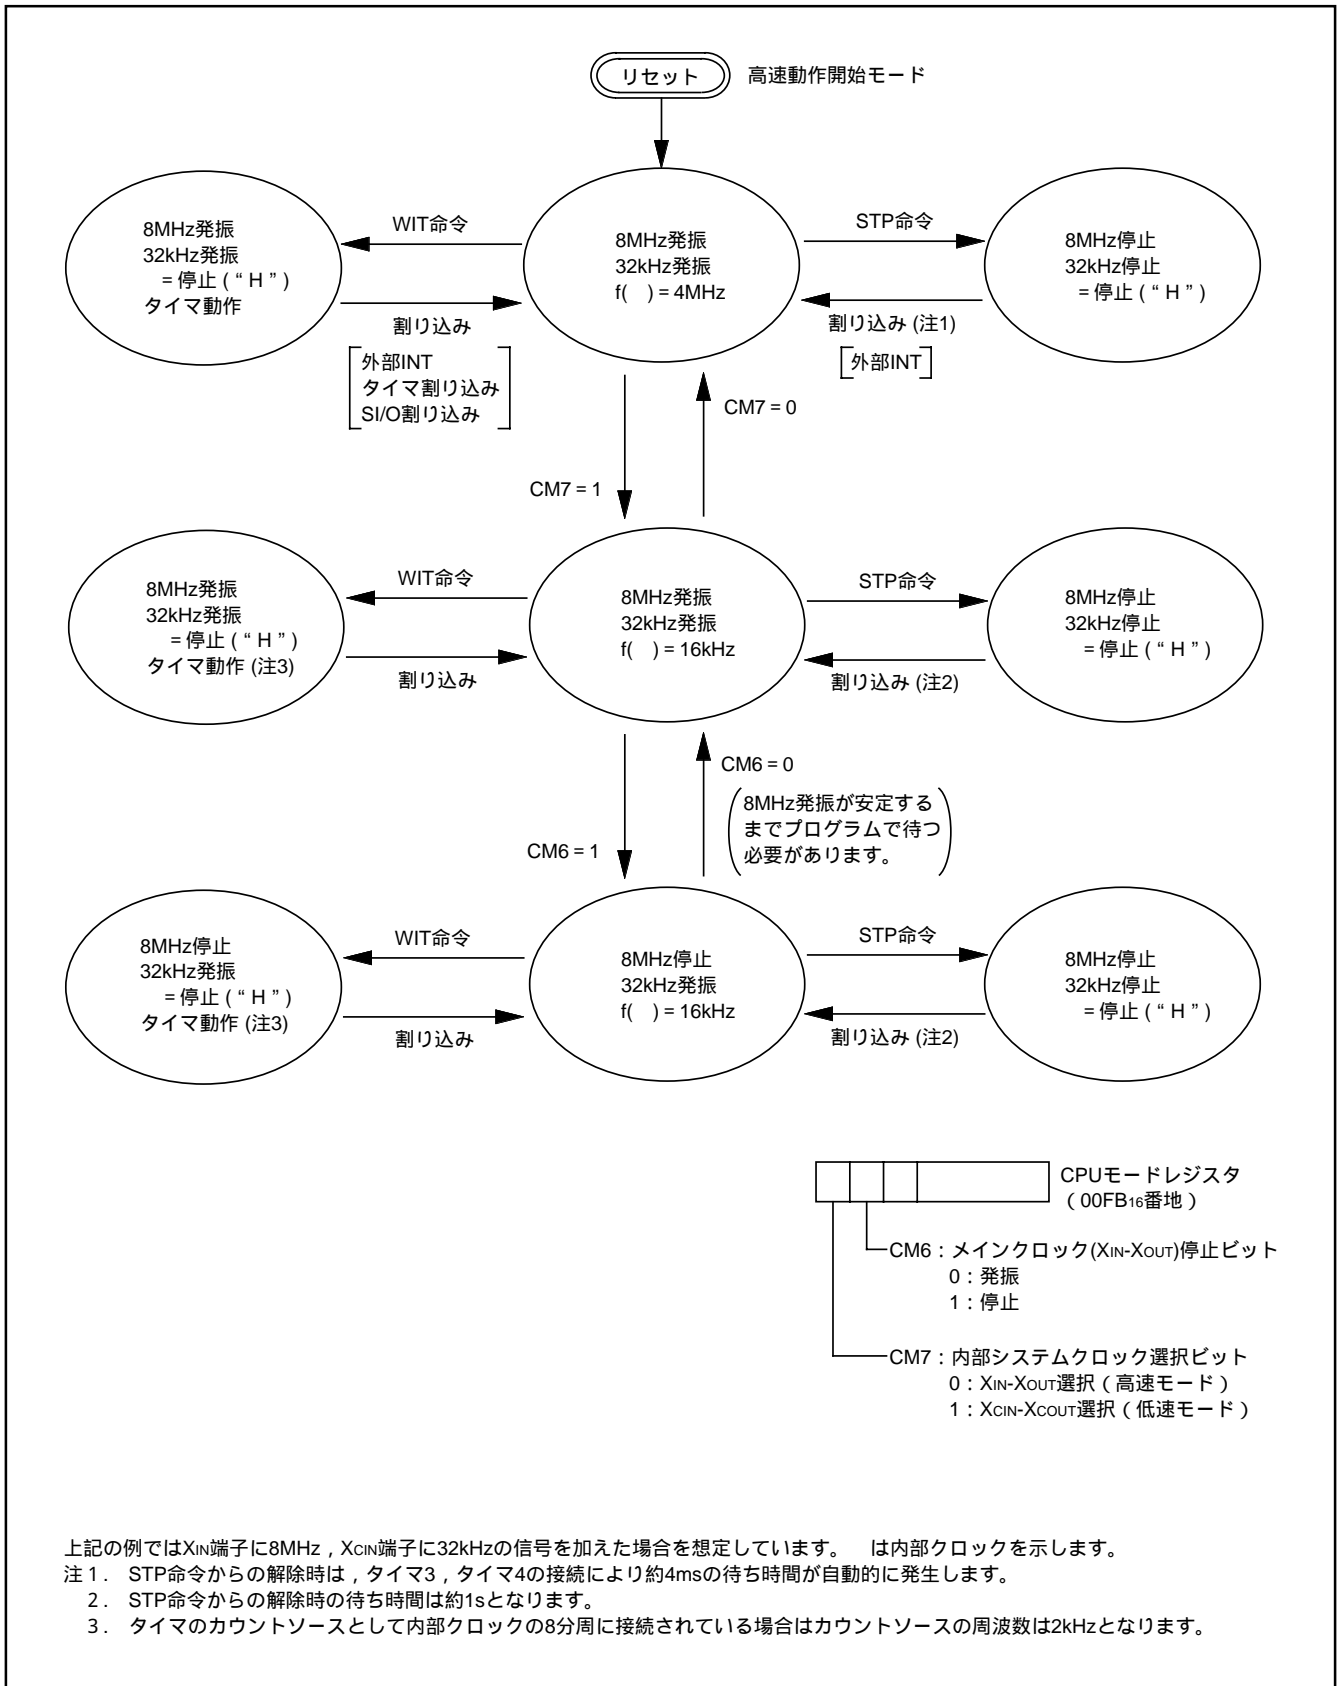 リセット 高速動作開始モード
8MHz発振
32kHz発振
= 停止 ( “ H ” )
タイマ動作
WIT命令
割り込み
外部INT
タイマ割り込み
SI/O割り込み
8MHz発振
32kHz発振
f( ) = 4MHz
STP命令
割り込み (注1)
外部INT
8MHz停止
32kHz停止
= 停止 ( “ H ” )
CM7 = 0
CM7 = 1
8MHz発振
32kHz発振
= 停止 ( “ H ” )
タイマ動作 (注3)
WIT命令
割り込み
8MHz発振
32kHz発振
f( ) = 16kHz
STP命令
割り込み (注2)
8MHz停止
32kHz停止
= 停止 ( “ H ” )
CM6 = 0
8MHz発振が安定する
までプログラムで待つ
必要があります。
CM6 = 1
8MHz停止
32kHz発振
= 停止 ( “ H ” )
タイマ動作 (注3)
WIT命令
割り込み
8MHz停止
32kHz発振
f( ) = 16kHz
STP命令
割り込み (注2)
8MHz停止
32kHz停止
= 停止 ( “ H ” )
CPUモードレジスタ
( 00FB16番地 )
CM6 : メインクロック(XIN-XOUT)停止ビット
0 : 発振
1 : 停止
CM7 : 内部システムクロック選択ビット
0 : XIN-XOUT選択 ( 高速モード )
1 : XCIN-XCOUT選択 ( 低速モード )
上記の例ではXIN端子に8MHz , XCIN端子に32kHzの信号を加えた場合を想定しています。 は内部クロックを示します。
注 1 . STP命令からの解除時は , タイマ3 , タイマ4の接続により約4msの待ち時間が自動的に発生します。
2 . STP命令からの解除時の待ち時間は約1sとなります。
3 . タイマのカウントソースとして内部クロックの8分周に接続されている場合はカウントソースの周波数は2kHzとなります。